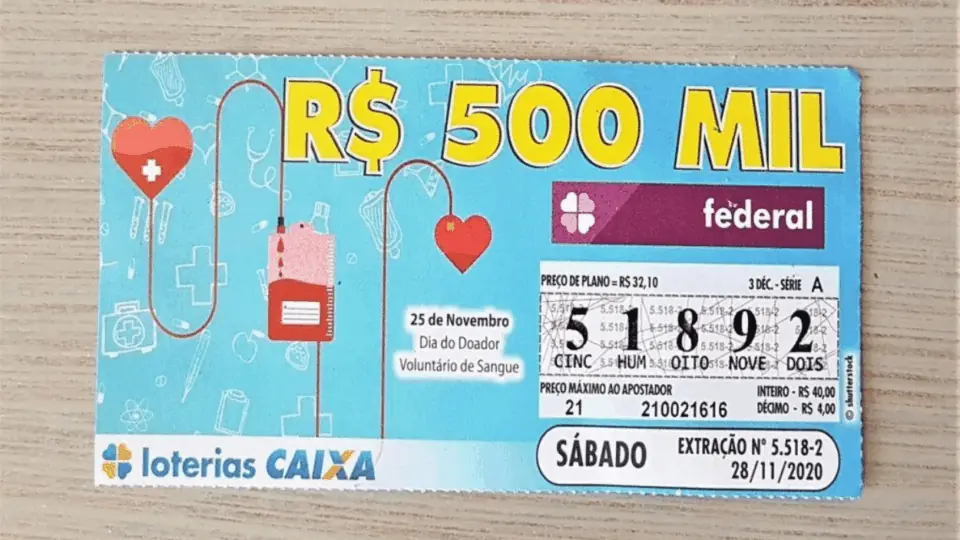 R$ 500 MIL
federal
PREÇO DE PLANO = R$ 32,10 3 DÉC. - SÉRIE A
5 1 8 9 2
CINC HUM OITO NOVE DOIS
PREÇO MÁXIMO AO APOSTADOR INTEIRO - R$ 40,00
21 210021616 DÉCIMO - R$ 4,00
© shutterstock
25 de Novembro
Dia do Doador
Voluntário de Sangue
SÁBADO EXTRAÇÃO Nº 5.518-2
28/11/2020
loterias CAIXA